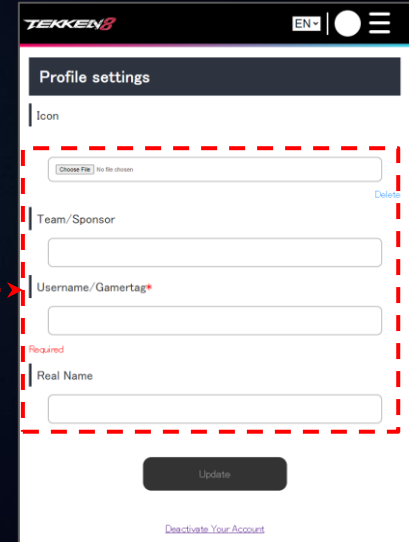 TEKKEN8
EN
Profile settings
Icon
Choose File No file chosen
Delete
Team/Sponsor
Username/Gamertag*
Required
Real Name
Update
Deactivate Your Account